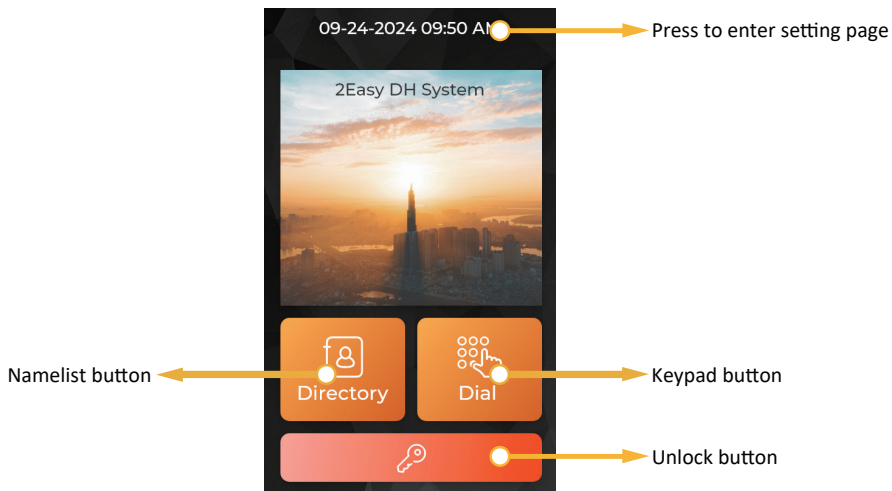 09-24-2024 09:50 AM
Press to enter setting page
2Easy DH System
Namelist button
Directory
Dial
Keypad button
Unlock button